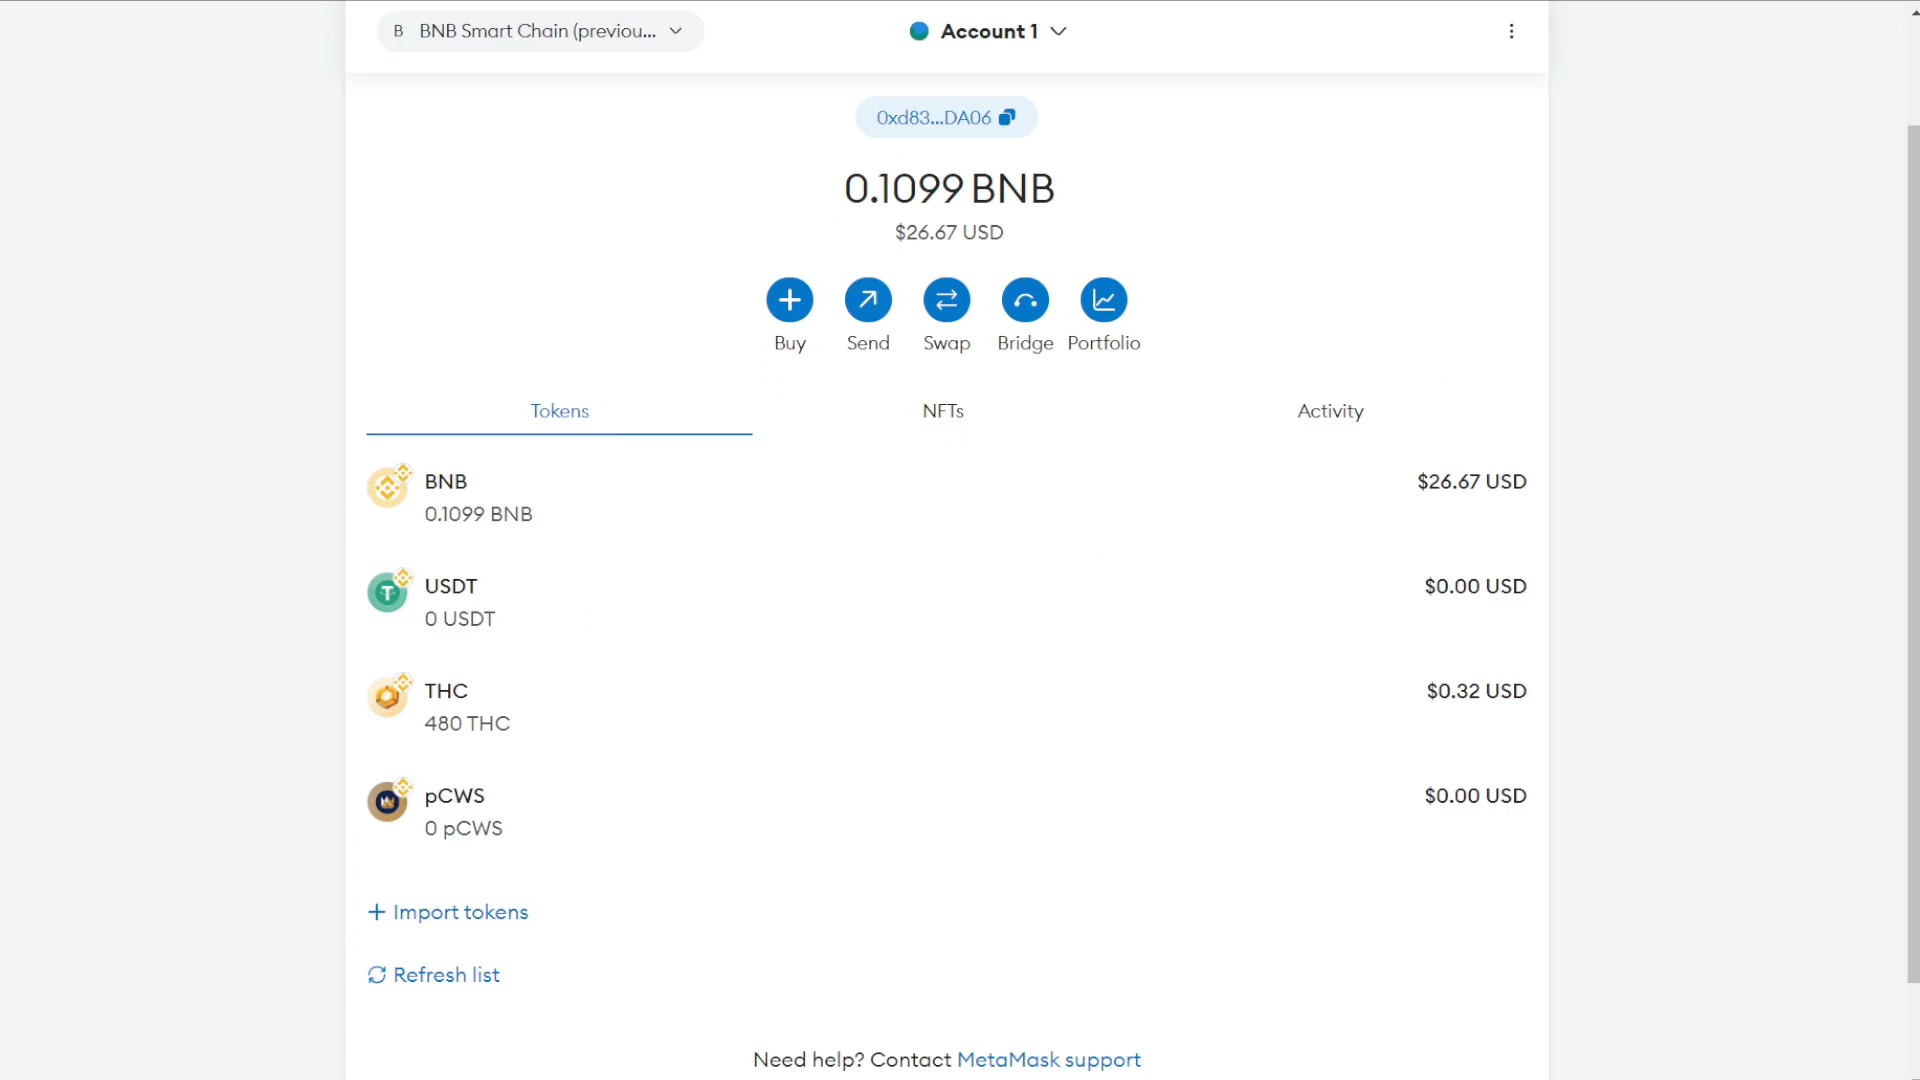 B BNB Smart Chain (previou...
Account 1
0xd83...DA06
0.1099 BNB
$26.67 USD
Buy Send Swap Bridge Portfolio
Tokens NFTs Activity
BNB $26.67 USD
0.1099 BNB
USDT $0.00 USD
0 USDT
THC $0.32 USD
480 THC
pCWS $0.00 USD
0 pCWS
+ Import tokens
Refresh list
Need help? Contact MetaMask support